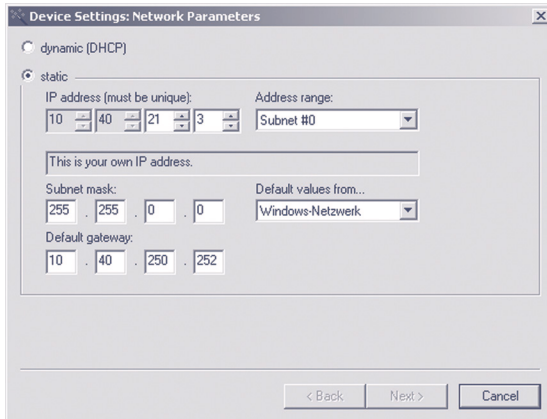 Device Settings: Network Parameters
dynamic (DHCP)
static
IP address (must be unique):
Address range:
10 40 21 3
Subnet #0
This is your own IP address.
Subnet mask:
Default values from...
255 . 255 . 0 . 0
Windows-Netzwerk
Default gateway:
10 . 40 . 250 . 252
< Back
Next >
Cancel